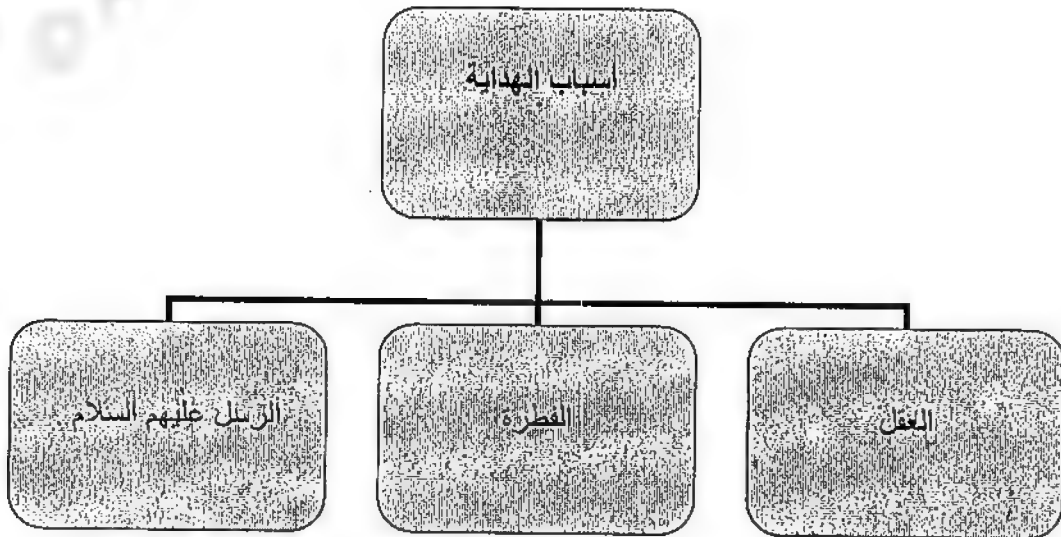 أسباب الهداية
العقل
الفطرة
الرسل عليهم السلام